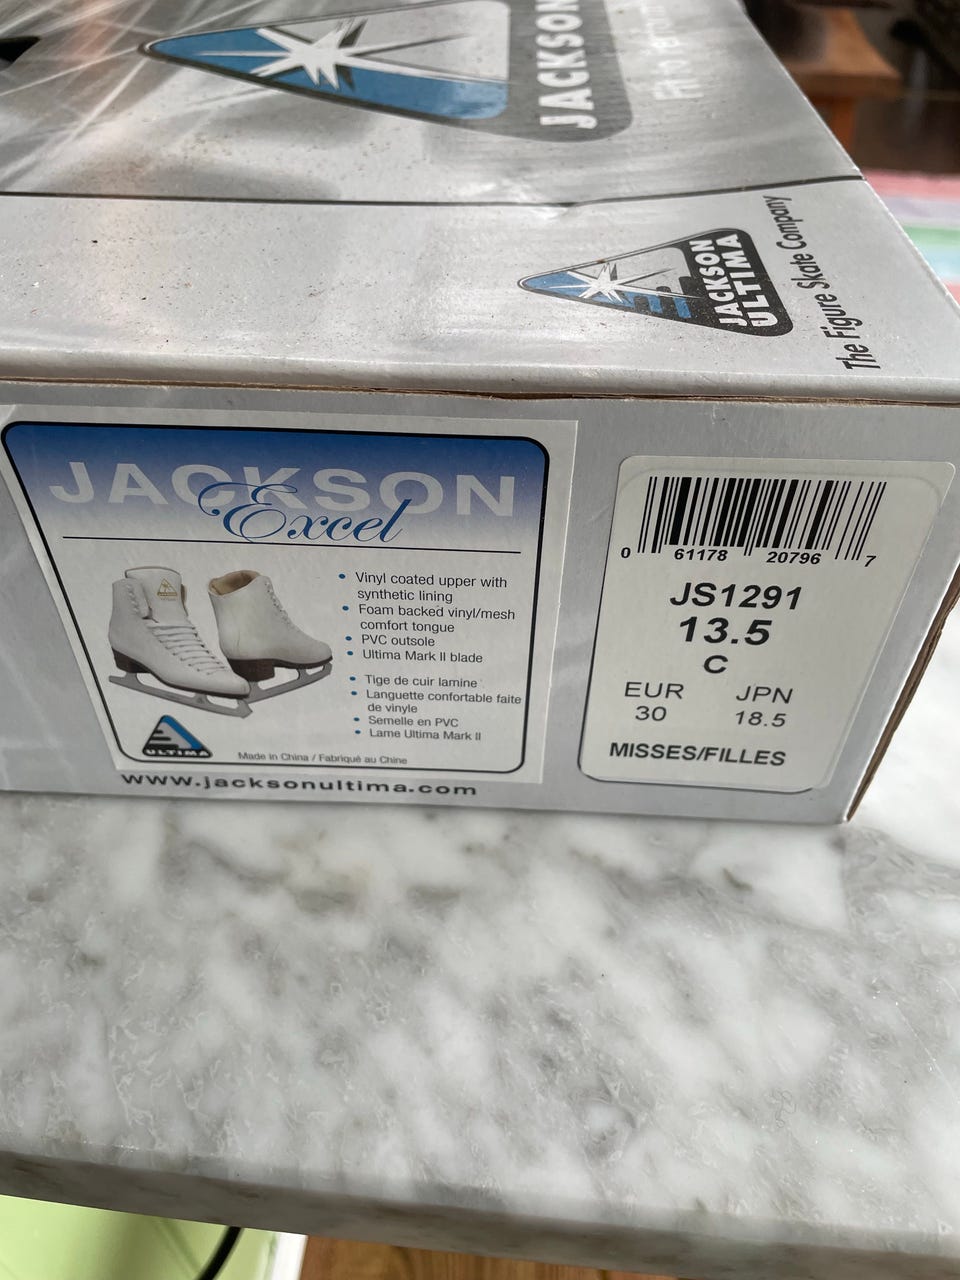 JACKSON
Fit to
JACKSON
ULTIMA
The Figure Skate Company
JACKSON
Excel
• Vinyl coated upper with
synthetic lining
• Foam backed vinyl/mesh
comfort tongue
• PVC outsole
• Ultima Mark II blade
• Tige de cuir lamine
• Languette confortable faite
de vinyle
• Semelle en PVC
• Lame Ultima Mark II
ULTIMA
Made in China / Fabriqué au Chine
www.jacksonultima.com
0 61178 20796 7
JS1291
13.5
C
EUR JPN
30 18.5
MISSES/FILLES